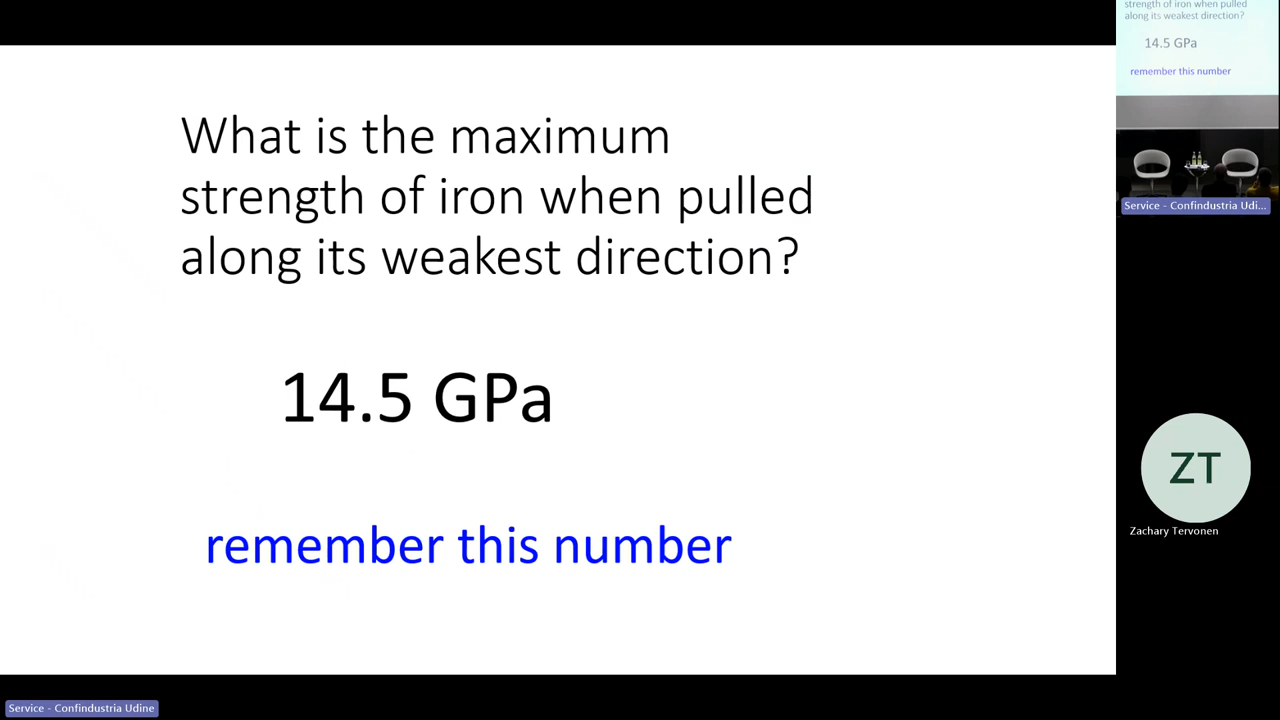 What is the maximum
strength of iron when pulled
along its weakest direction?
14.5 GPa
remember this number
Service - Confindustria Udine
strength of iron when pulled
along its weakest direction?
14.5 GPa
remember this number
Service - Confindustria Udi...
ZT
Zachary Tervonen